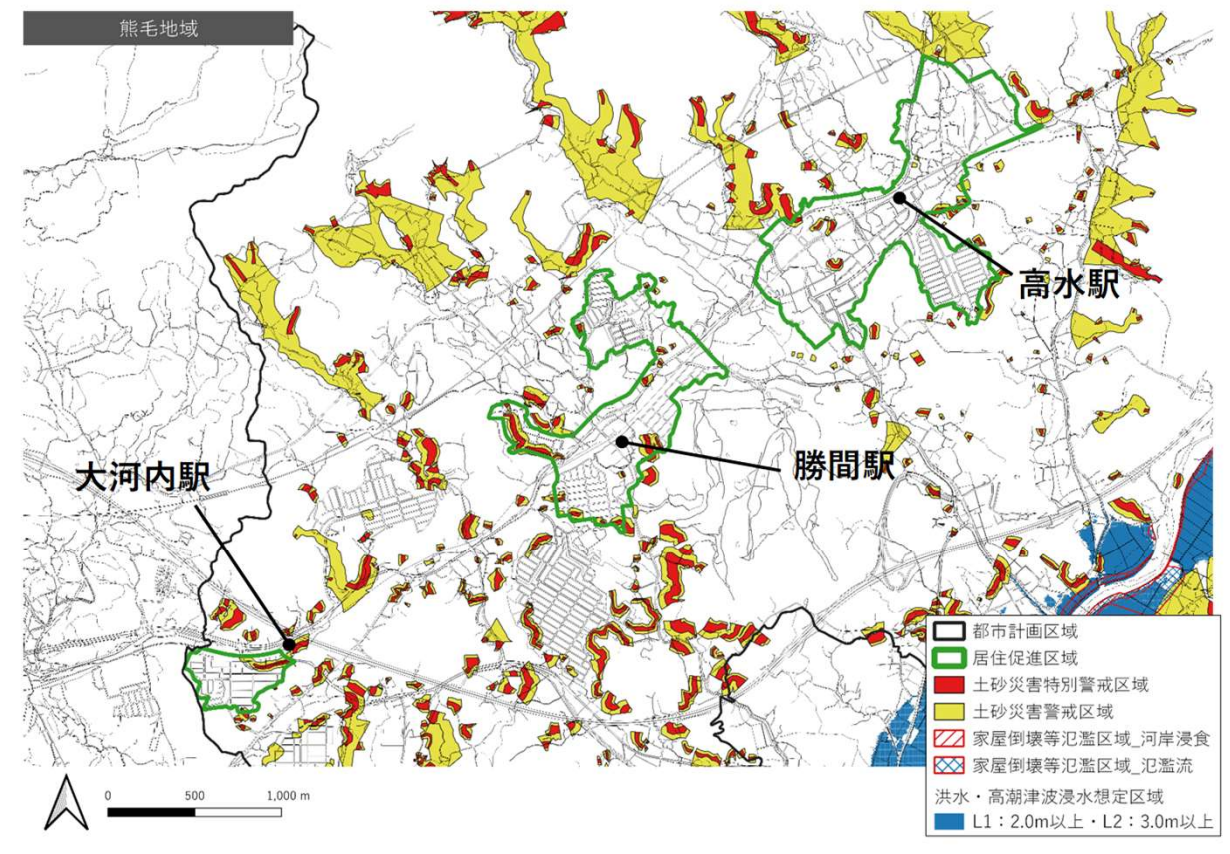 熊毛地域
高水駅
勝間駅
大河内駅
0 500 1,000 m
都市計画区域
居住促進区域
土砂災害特別警戒区域
土砂災害警戒区域
家屋倒壊等氾濫区域_河岸浸食
家屋倒壊等氾濫区域_氾濫流
洪水・高潮津波浸水想定区域
L1：2.0m以上・L2：3.0m以上